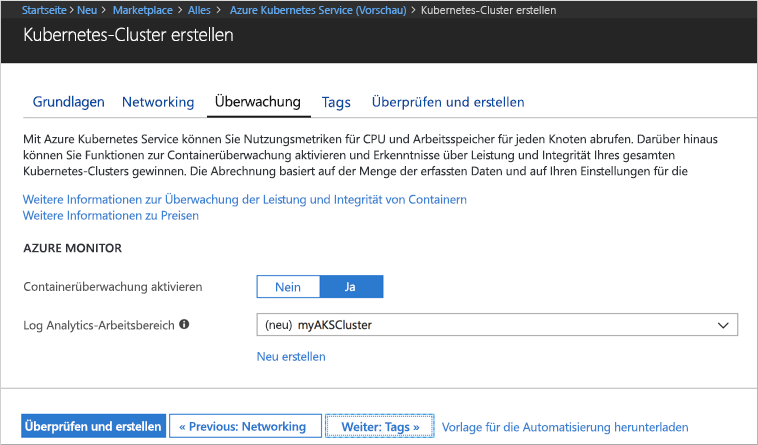 Startseite > Neu > Marketplace > Alles > Azure Kubernetes Service (Vorschau) > Kubernetes-Cluster erstellen
Kubernetes-Cluster erstellen
Grundlagen Networking Überwachung Tags Überprüfen und erstellen
Mit Azure Kubernetes Service können Sie Nutzungsmetriken für CPU und Arbeitsspeicher für jeden Knoten abrufen. Darüber hinaus
können Sie Funktionen zur Containerüberwachung aktivieren und Erkenntnisse über Leistung und Integrität Ihres gesamten
Kubernetes-Clusters gewinnen. Die Abrechnung basiert auf der Menge der erfassten Daten und auf Ihren Einstellungen für die
Weitere Informationen zur Überwachung der Leistung und Integrität von Containern
Weitere Informationen zu Preisen
AZURE MONITOR
Containerüberwachung aktivieren Nein Ja
Log Analytics-Arbeitsbereich (neu) myAKSCluster
Neu erstellen
Überprüfen und erstellen « Previous: Networking Weiter: Tags » Vorlage für die Automatisierung herunterladen